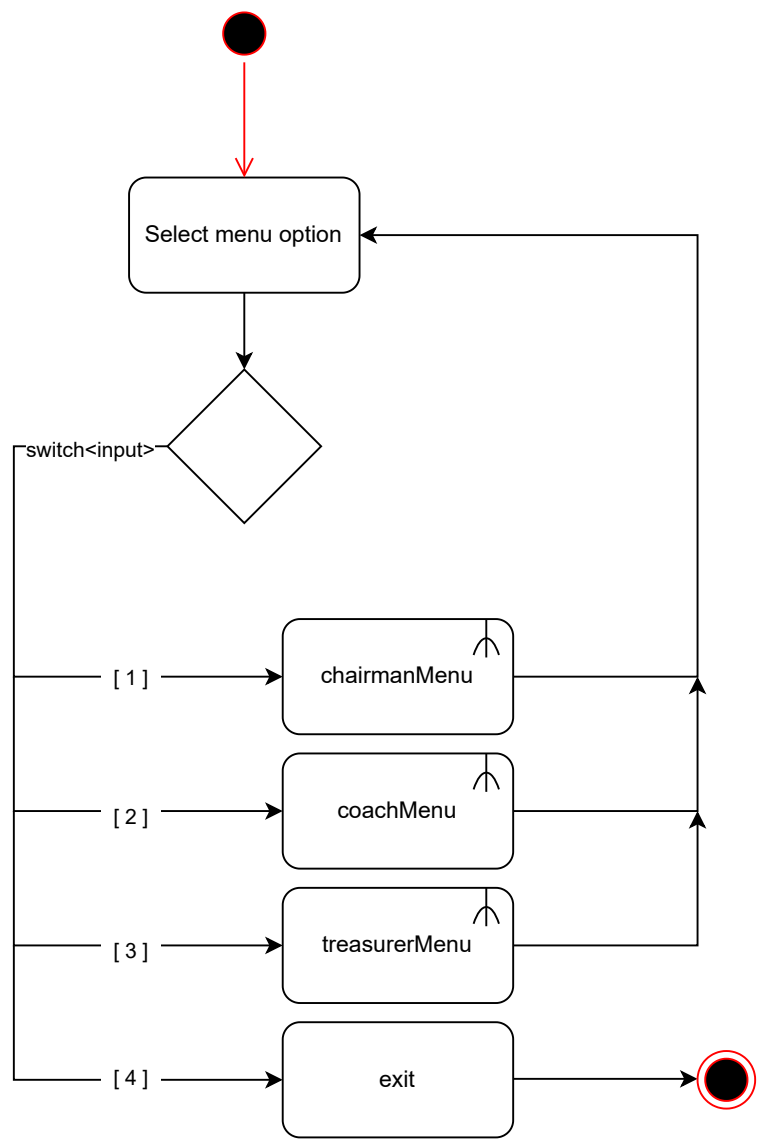 Select menu option
switch<input>
[ 1 ]
chairmanMenu
[ 2 ]
coachMenu
[ 3 ]
treasurerMenu
[ 4 ]
exit